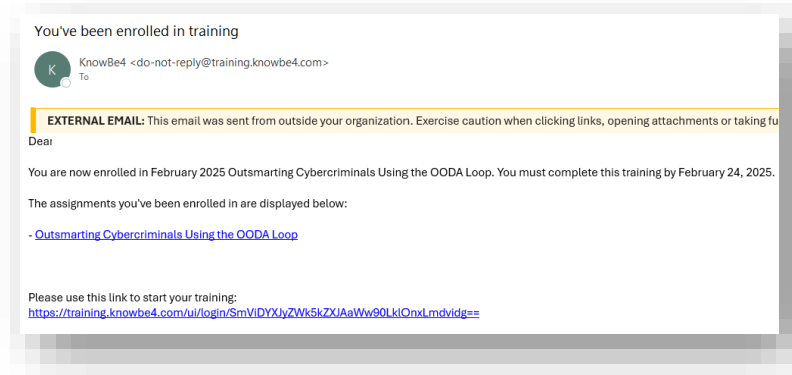 You've been enrolled in training
K
KnowBe4 <do-not-reply@training.knowbe4.com>
To
EXTERNAL EMAIL: This email was sent from outside your organization. Exercise caution when clicking links, opening attachments or taking fu
Dear
You are now enrolled in February 2025 Outsmarting Cybercriminals Using the OODA Loop. You must complete this training by February 24, 2025.
The assignments you've been enrolled in are displayed below:
- Outsmarting Cybercriminals Using the OODA Loop
Please use this link to start your training:
https://training.knowbe4.com/ui/login/SmViDYXJyZWk5kZXJAaWw90LklOnxLmdvidg==